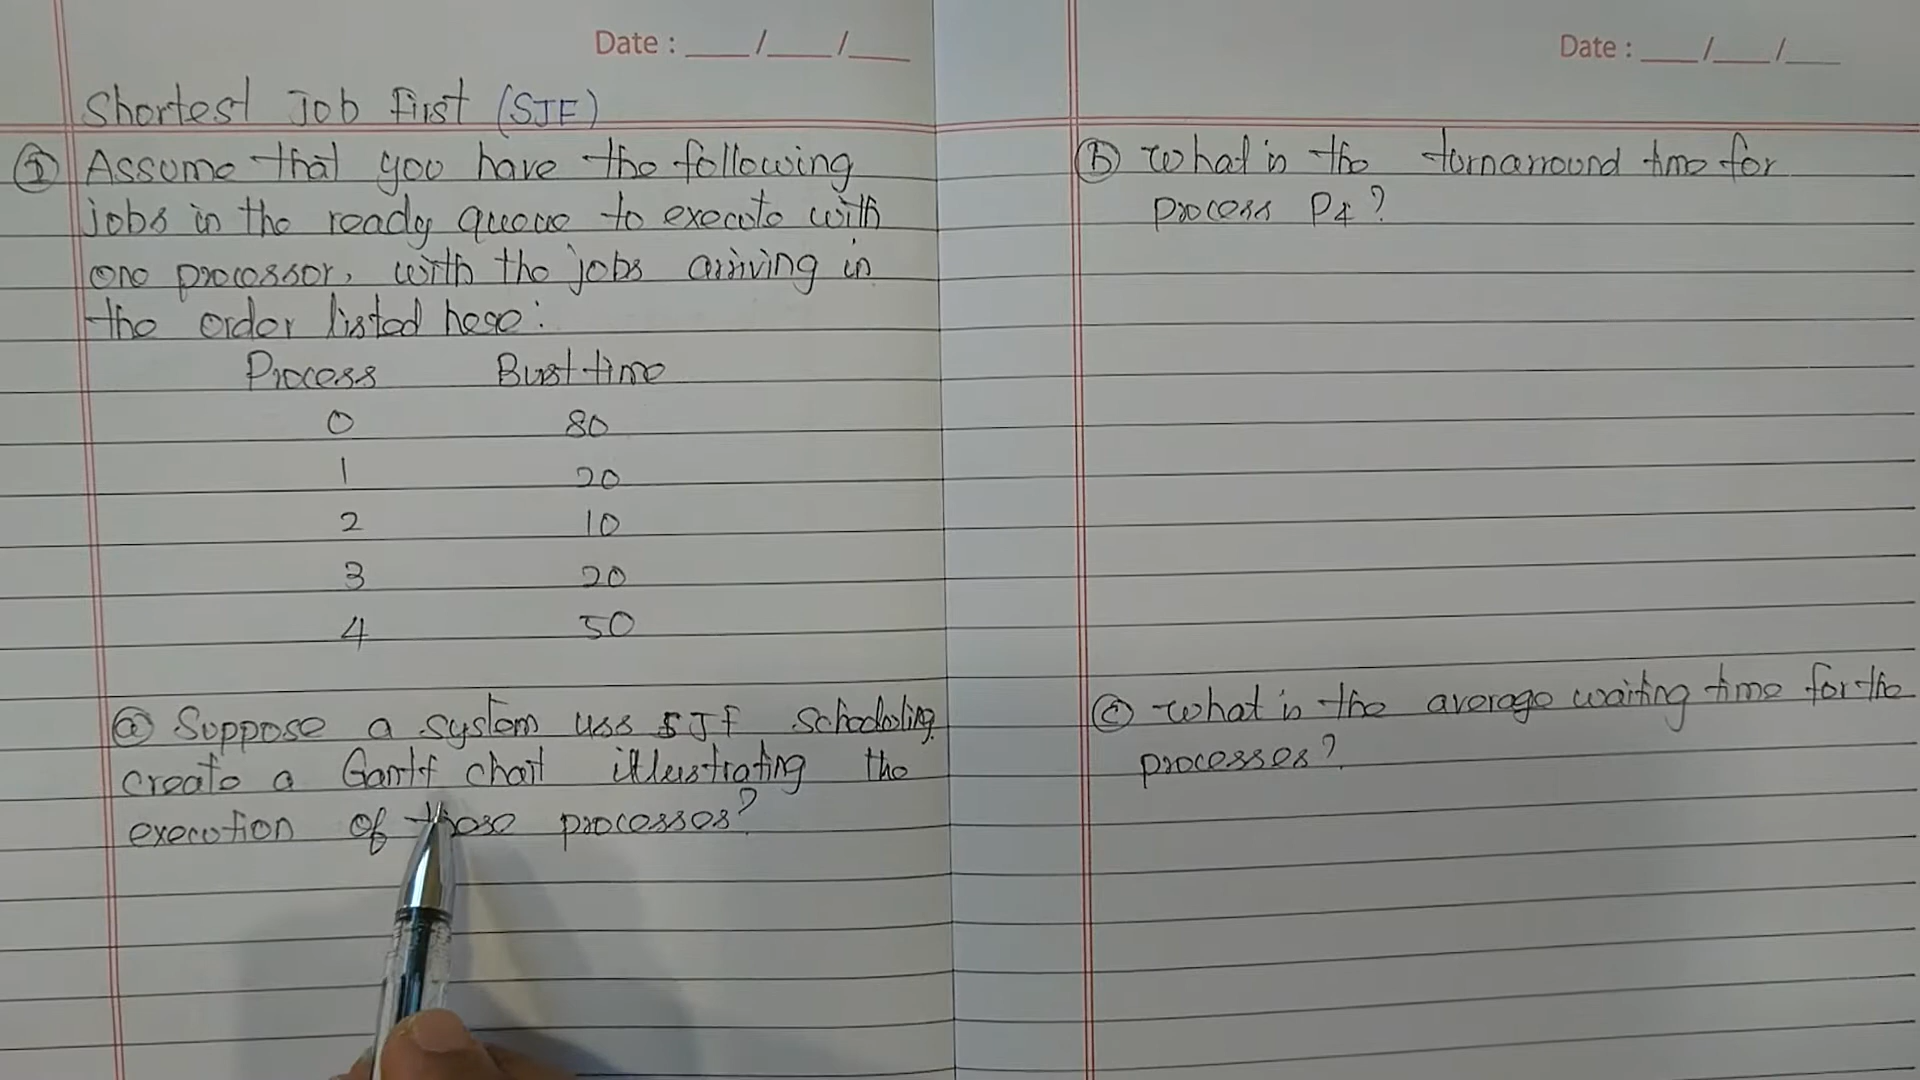 Date : ___/___/___
Shortest Job First (SJF)
① Assume that you have the following
jobs in the ready queue to execute with
one processor, with the jobs arriving in
the order listed here:
Process Burst time
0 80
1 20
2 10
3 20
4 50
ⓐ Suppose a system uses SJF scheduling
create a Gantt chart illustrating the
execution of these processes?
Date : ___/___/___
ⓑ What is the turnarround time for
process P4?
ⓒ What is the average waiting time for the
processes?